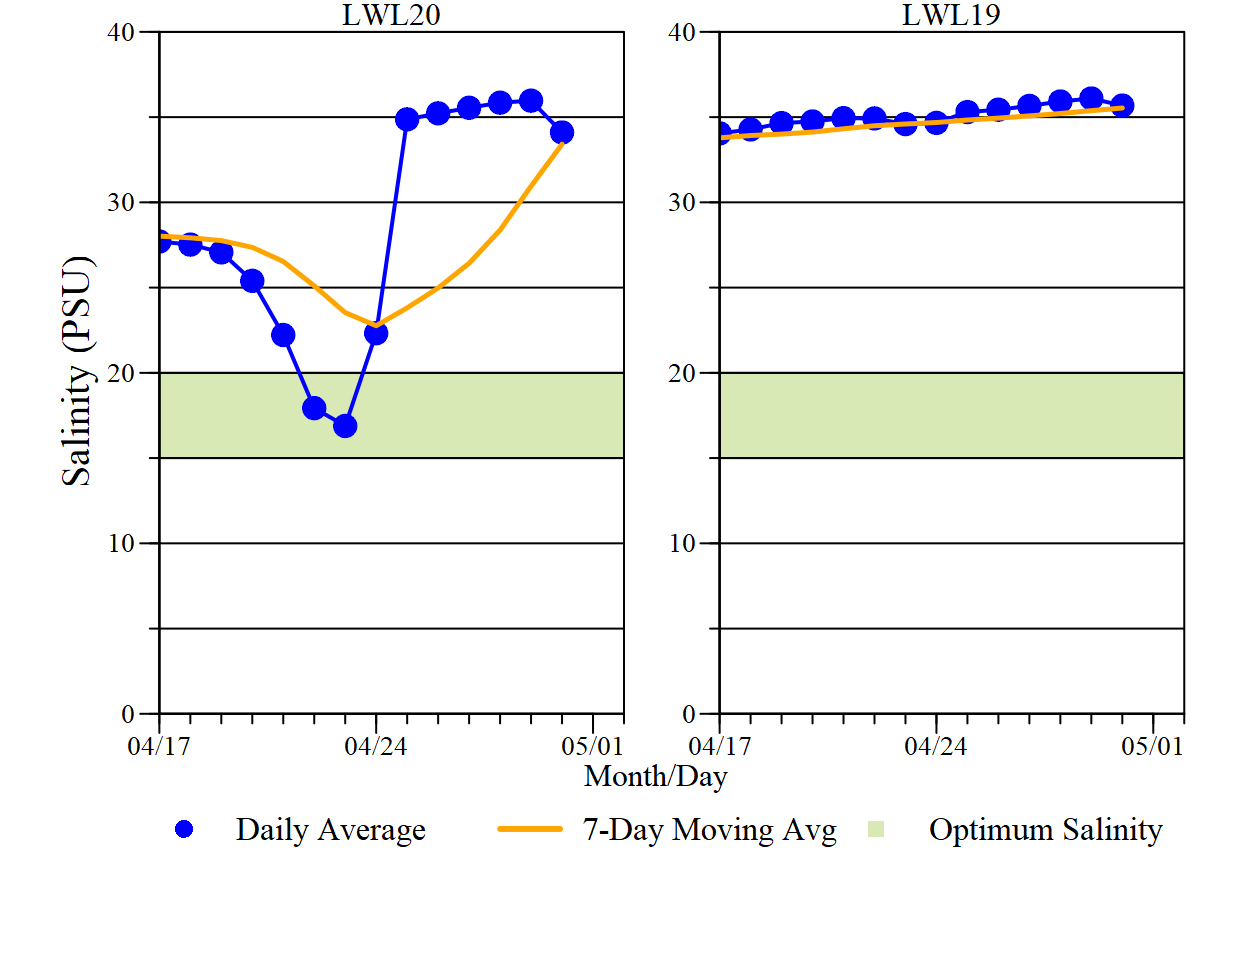 LWL20
LWL19
40
30
20
10
0
40
30
20
10
0
Salinity (PSU)
04/17
04/24
05/01
04/17
04/24
05/01
Month/Day
Daily Average
7-Day Moving Avg
Optimum Salinity